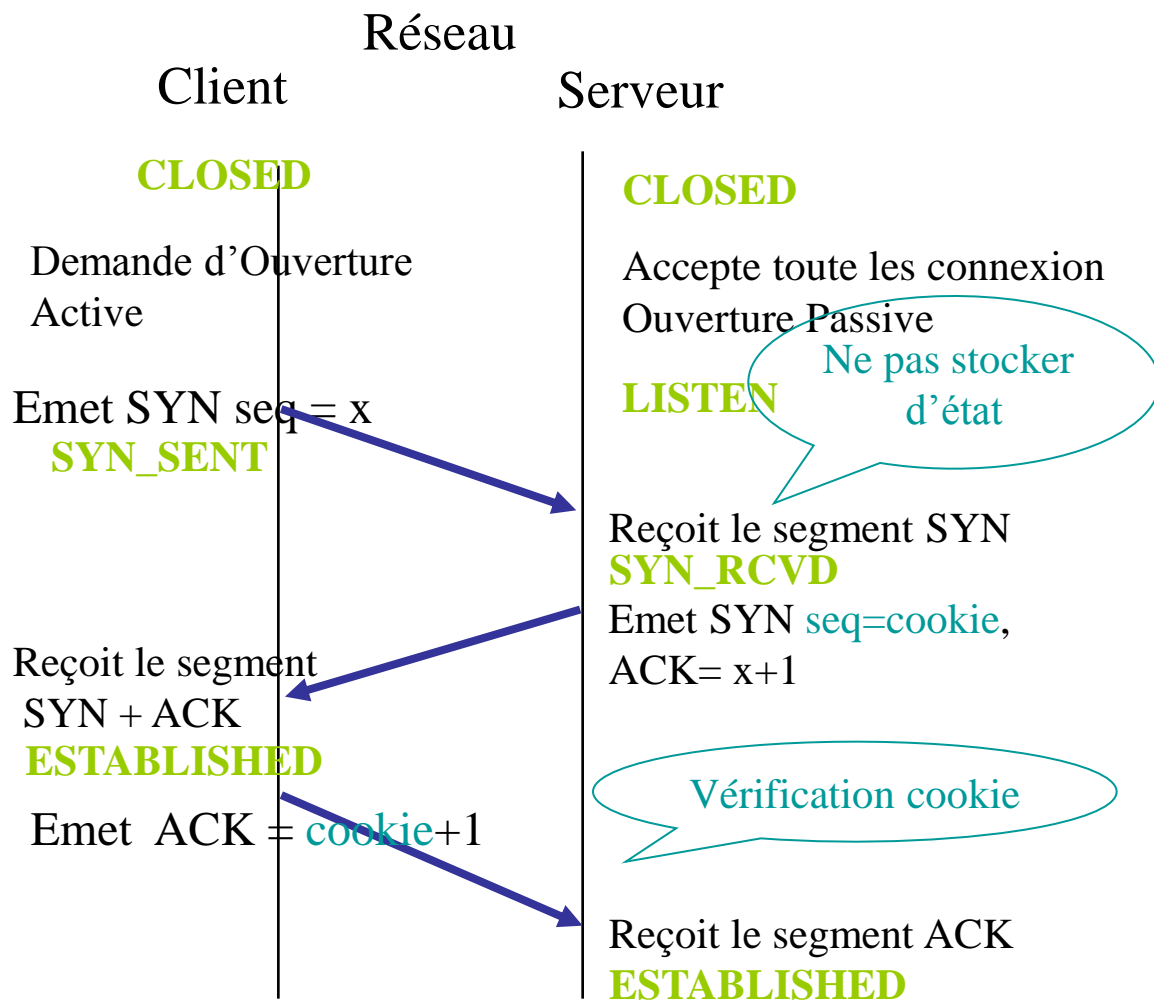 Réseau
Client
Serveur
CLOSED
CLOSED
Demande d'Ouverture
Active
Accepte toute les connexion
Ouverture Passive
Ne pas stocker
d'état
LISTEN
Emet SYN seq = x
SYN_SENT
Reçoit le segment SYN
SYN_RCVD
Emet SYN seq=cookie,
ACK= x+1
Reçoit le segment
SYN + ACK
ESTABLISHED
Vérification cookie
Emet ACK = cookie+1
Reçoit le segment ACK
ESTABLISHED